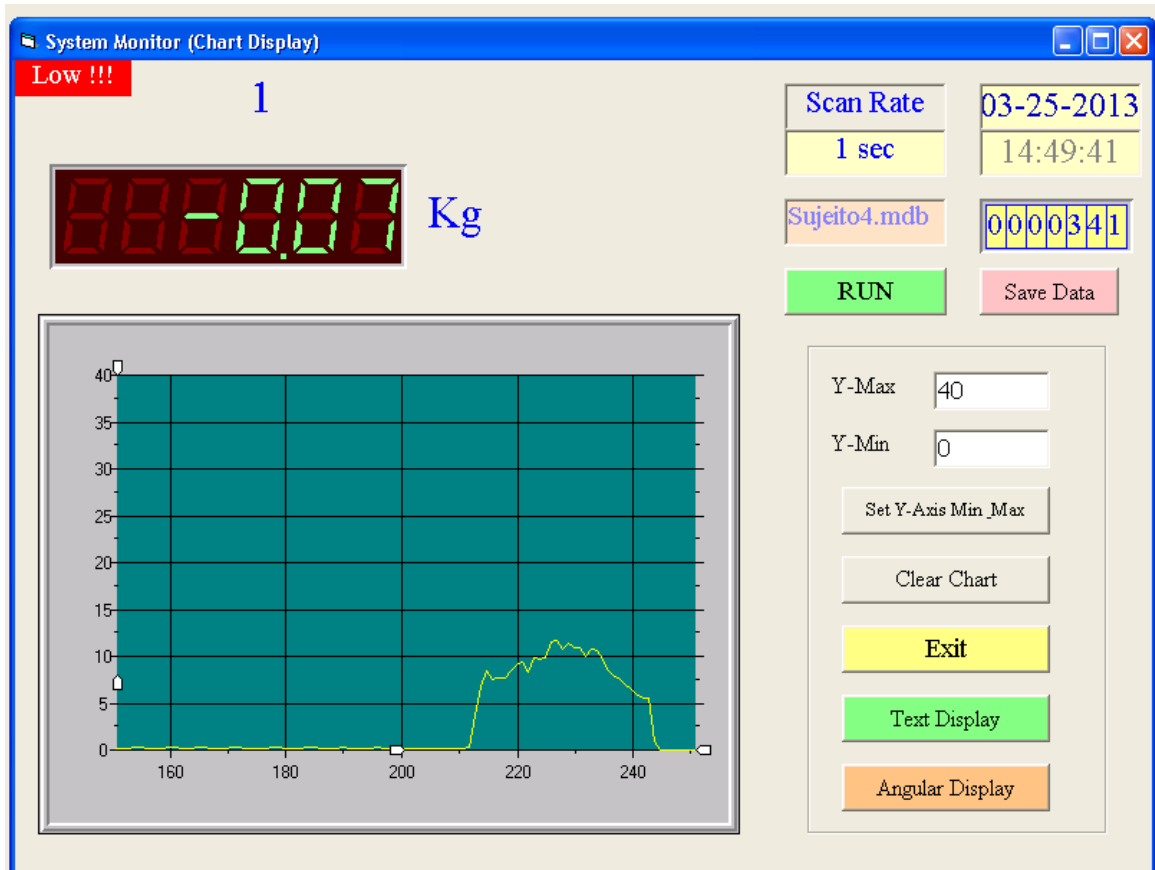 System Monitor (Chart Display)
Low !!!
1
-0.07
Kg
Scan Rate
1 sec
03-25-2013
14:49:41
Sujeito4.mdb
0000341
RUN
Save Data
40
35
30
25
20
15
10
5
0
160 180 200 220 240
Y-Max 40
Y-Min 0
Set Y-Axis Min_Max
Clear Chart
Exit
Text Display
Angular Display